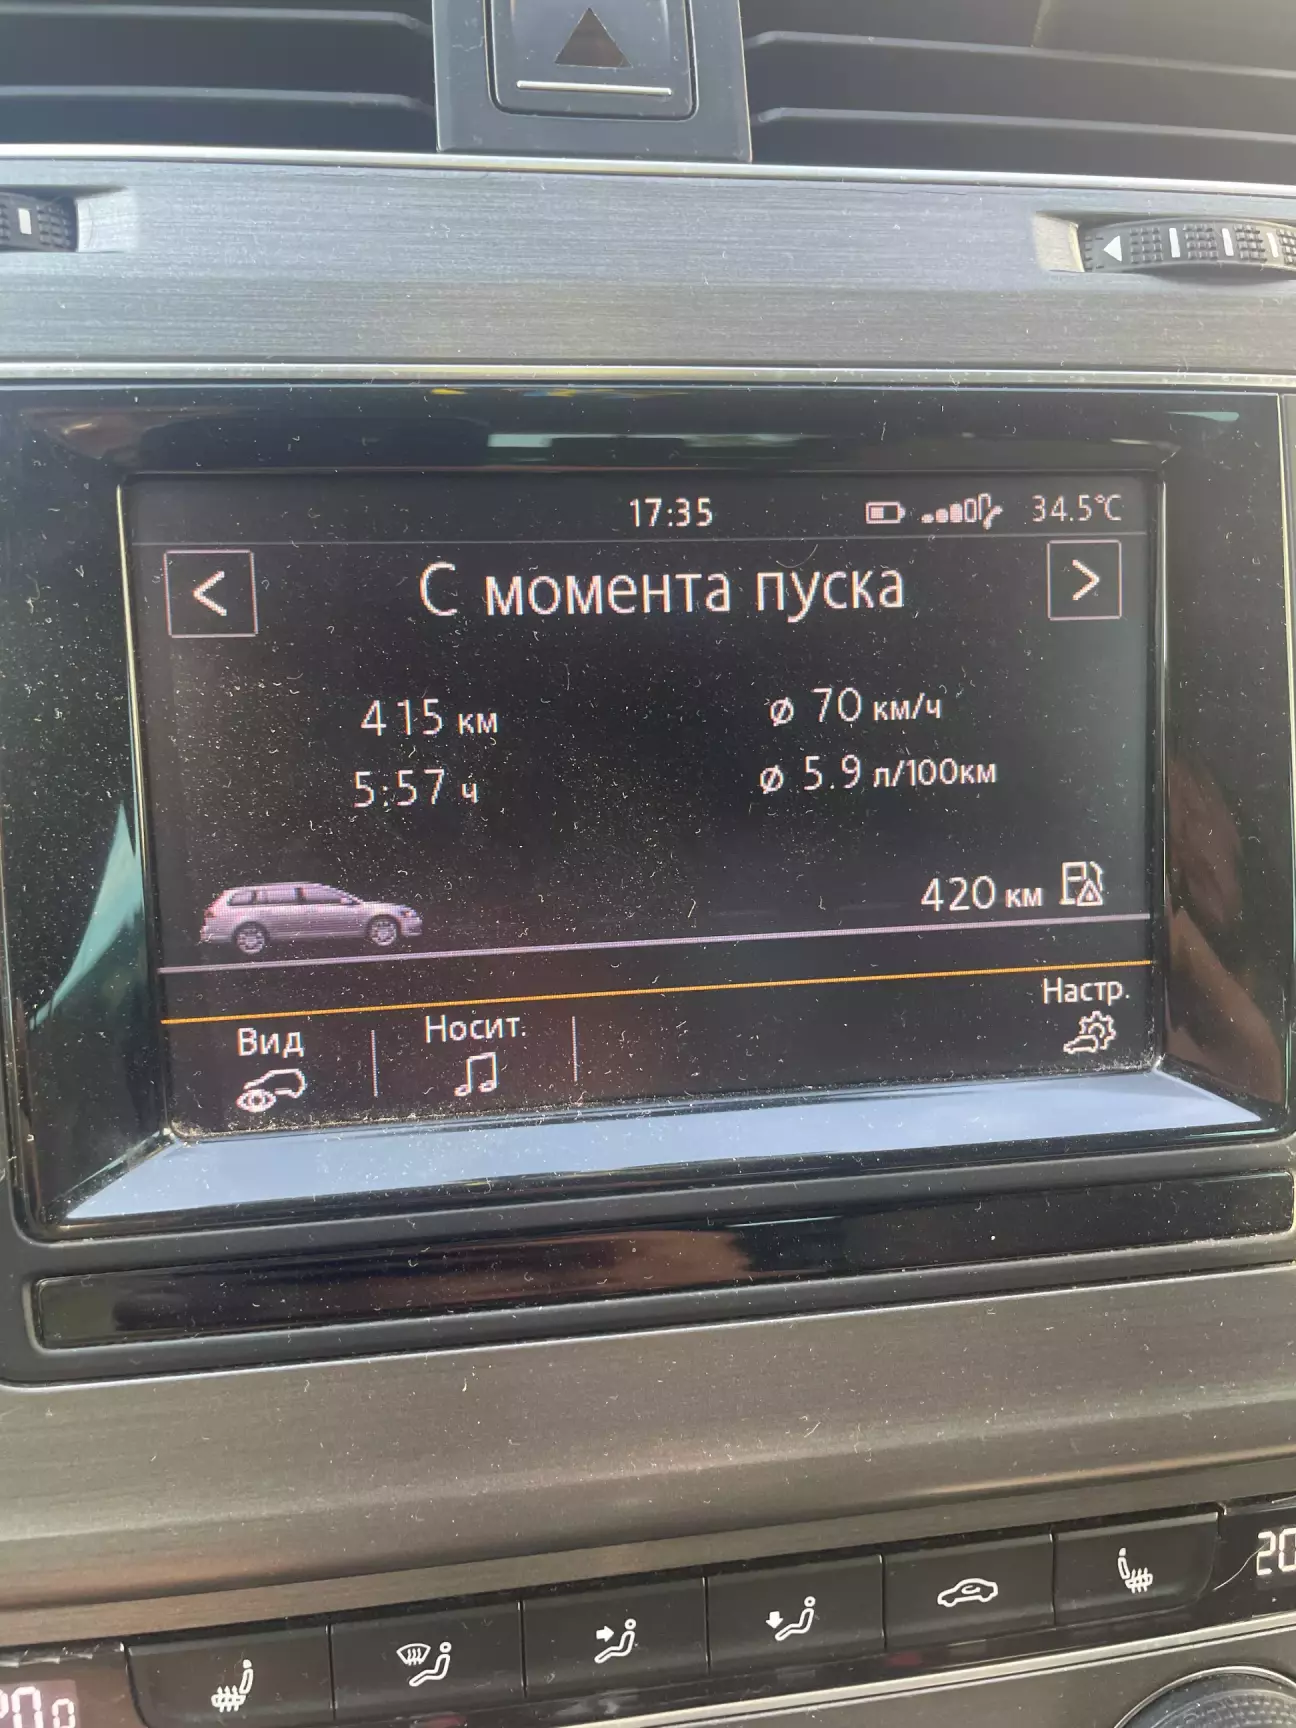 17:35 34.5°C
< С момента пуска >
415 км ø 70 км/ч
5:57 ч ø 5.9 л/100км
420 км
Настр.
Вид Носит.